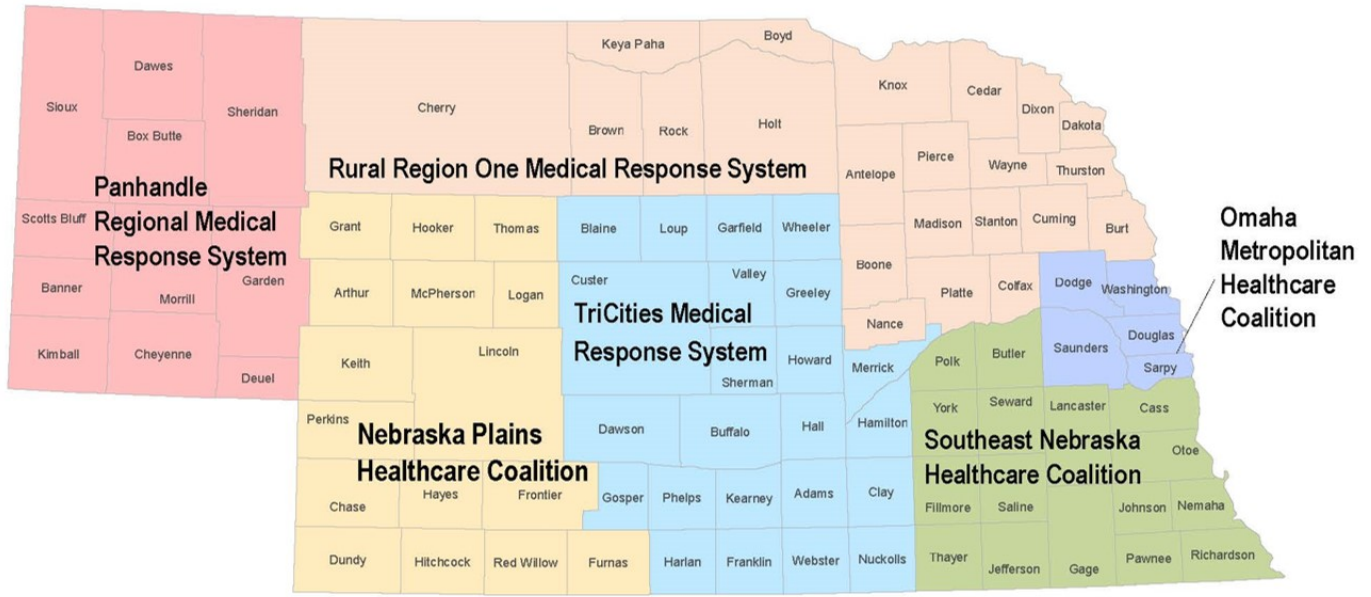 Sioux
Dawes
Box Butte
Sheridan
Panhandle
Regional Medical
Response System
Scotts Bluff
Banner
Morrill
Garden
Kimball
Cheyenne
Deuel
Cherry
Keya Paha
Boyd
Brown
Rock
Holt
Rural Region One Medical Response System
Knox
Cedar
Dixon
Dakota
Antelope
Pierce
Wayne
Thurston
Madison
Stanton
Cuming
Burt
Boone
Platte
Colfax
Nance
Grant
Hooker
Thomas
Arthur
McPherson
Logan
Keith
Lincoln
Perkins
Nebraska Plains
Healthcare Coalition
Chase
Hayes
Frontier
Dundy
Hitchcock
Red Willow
Furnas
Blaine
Loup
Garfield
Wheeler
Custer
Valley
Greeley
TriCities Medical
Response System
Sherman
Howard
Merrick
Dawson
Buffalo
Hall
Hamilton
Gosper
Phelps
Kearney
Adams
Clay
Harlan
Franklin
Webster
Nuckolls
Dodge
Washington
Saunders
Douglas
Sarpy
Omaha
Metropolitan
Healthcare
Coalition
Polk
Butler
York
Seward
Lancaster
Cass
Southeast Nebraska
Healthcare Coalition
Otoe
Fillmore
Saline
Johnson
Nemaha
Thayer
Jefferson
Gage
Pawnee
Richardson